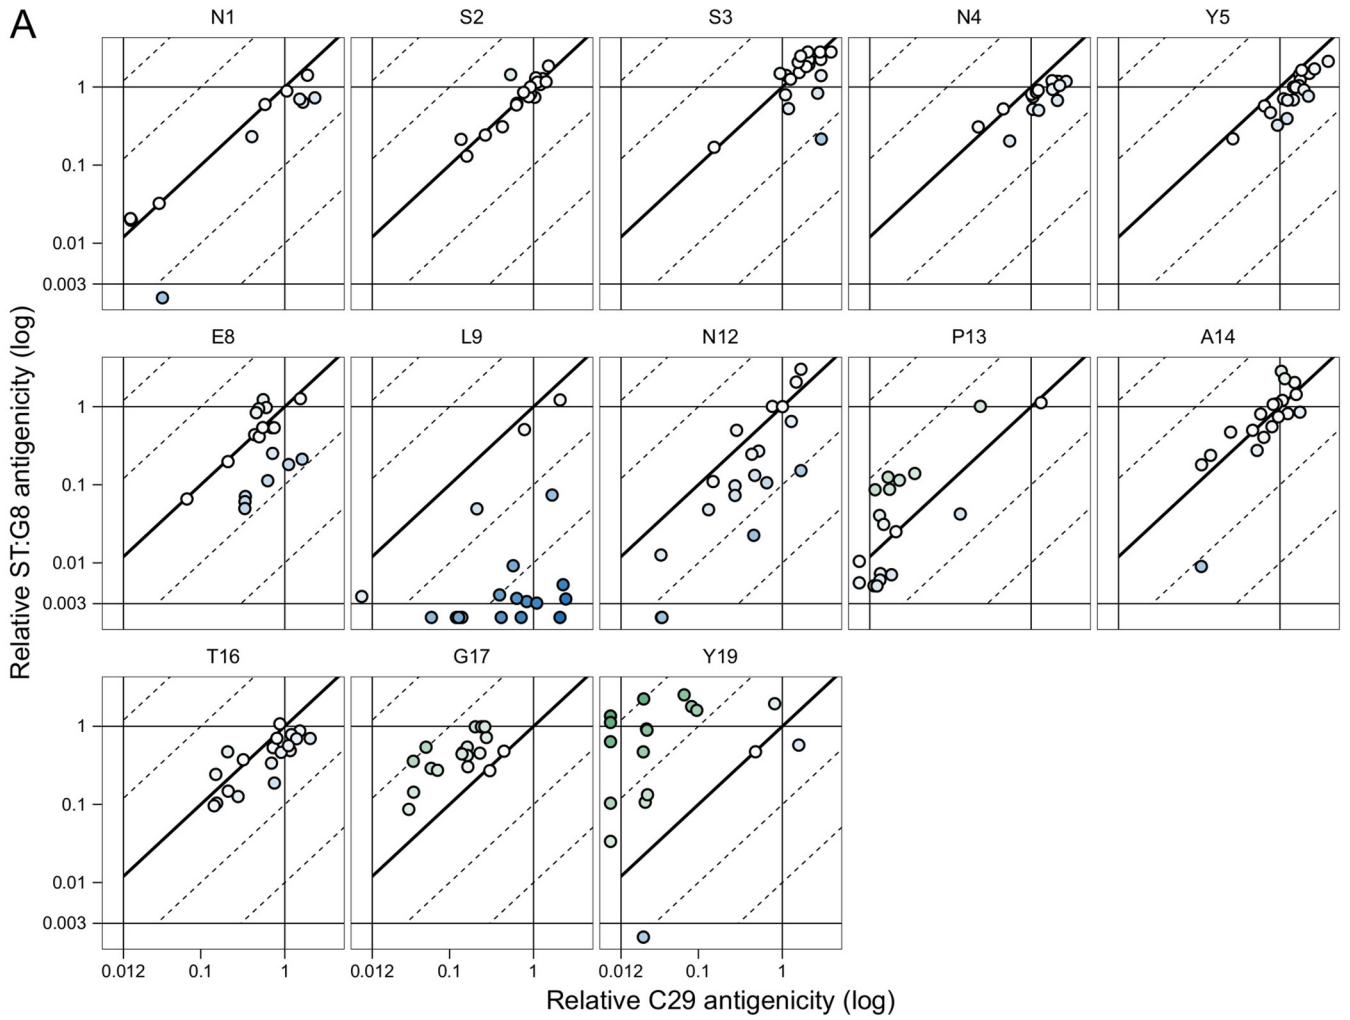 A
N1 S2 S3 N4 Y5
1
0.1
0.01
0.003
E8 L9 N12 P13 A14
1
0.1
0.01
0.003
T16 G17 Y19
1
0.1
0.01
0.003
0.012 0.1 1 0.012 0.1 1 0.012 0.1 1
Relative ST:G8 antigenicity (log)
Relative C29 antigenicity (log)